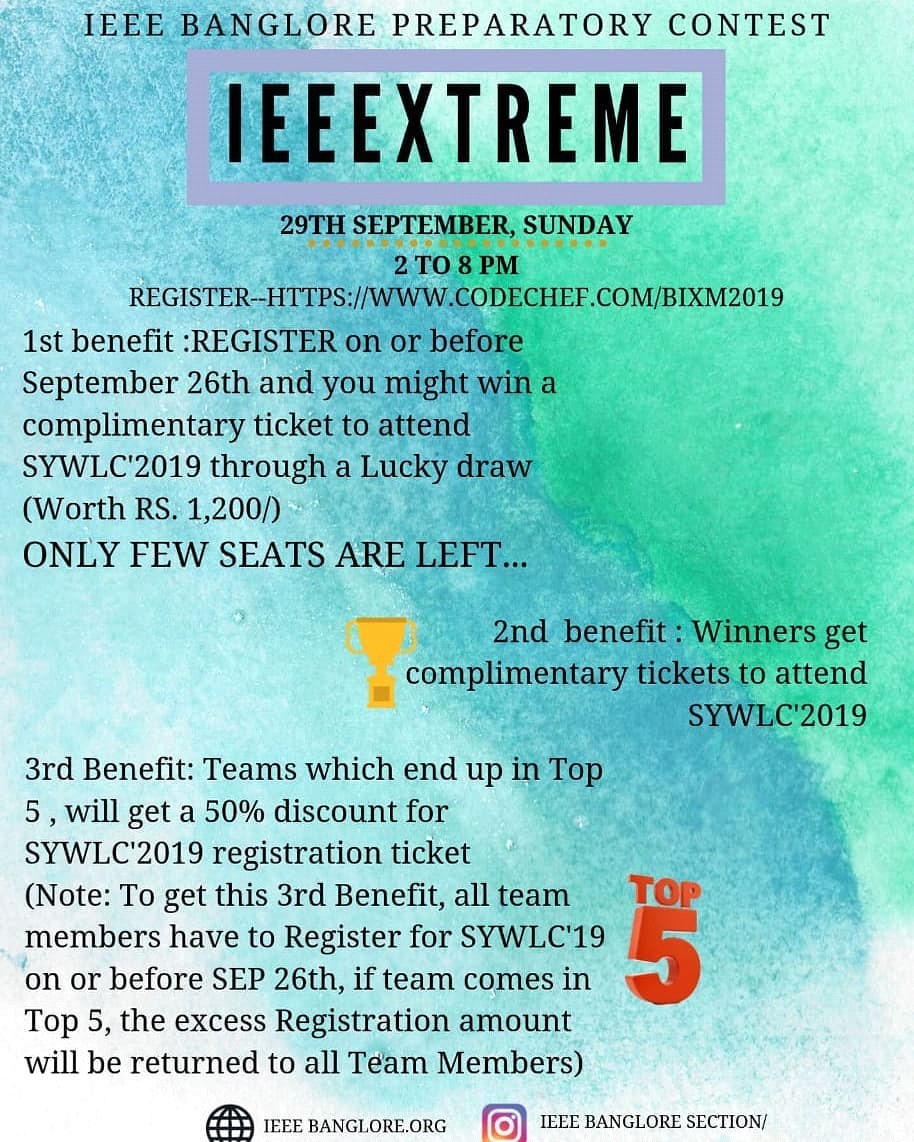 IEEE BANGLORE PREPARATORY CONTEST
IEEEXTREME
29TH SEPTEMBER, SUNDAY
2 TO 8 PM
REGISTER--HTTPS://WWW.CODECHEF.COM/BIXM2019
1st benefit :REGISTER on or before
September 26th and you might win a
complimentary ticket to attend
SYWLC'2019 through a Lucky draw
(Worth RS. 1,200/)
ONLY FEW SEATS ARE LEFT...
2nd benefit : Winners get
complimentary tickets to attend
SYWLC'2019
3rd Benefit: Teams which end up in Top
5 , will get a 50% discount for
SYWLC'2019 registration ticket
(Note: To get this 3rd Benefit, all team
members have to Register for SYWLC'19
on or before SEP 26th, if team comes in
Top 5, the excess Registration amount
will be returned to all Team Members)
TOP
5
IEEE BANGLORE.ORG
IEEE BANGLORE SECTION/